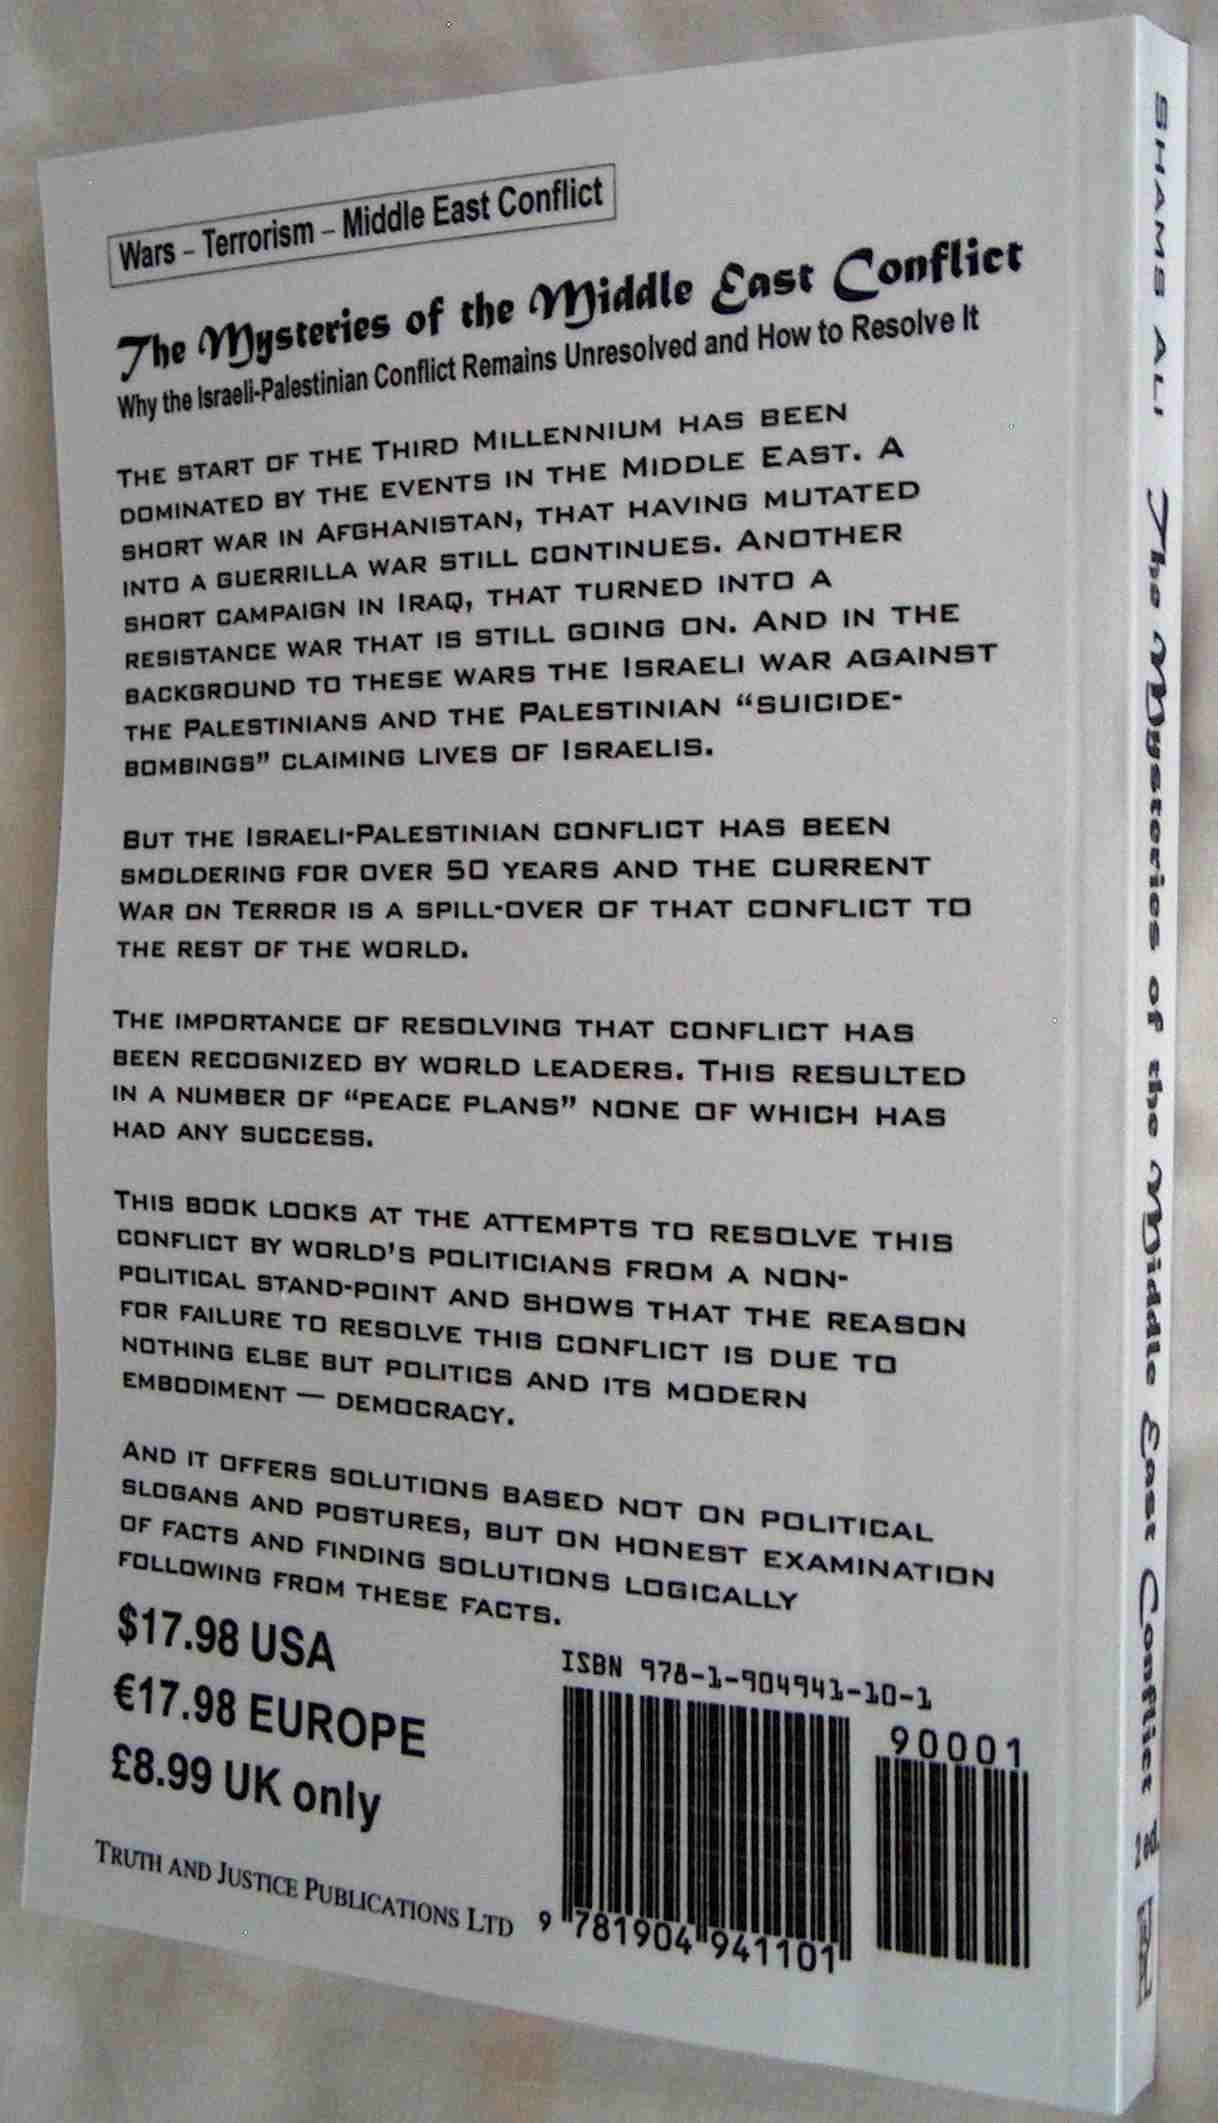 Wars – Terrorism – Middle East Conflict
The Mysteries of the Middle East Conflict
Why the Israeli-Palestinian Conflict Remains Unresolved and How to Resolve It
THE START OF THE THIRD MILLENNIUM HAS BEEN
DOMINATED BY THE EVENTS IN THE MIDDLE EAST. A
SHORT WAR IN AFGHANISTAN, THAT HAVING MUTATED
INTO A GUERRILLA WAR STILL CONTINUES. ANOTHER
SHORT CAMPAIGN IN IRAQ, THAT TURNED INTO A
RESISTANCE WAR THAT IS STILL GOING ON. AND IN THE
BACKGROUND TO THESE WARS THE ISRAELI WAR AGAINST
THE PALESTINIANS AND THE PALESTINIAN “SUICIDE-
BOMBINGS” CLAIMING LIVES OF ISRAELIS.
BUT THE ISRAELI-PALESTINIAN CONFLICT HAS BEEN
SMOLDERING FOR OVER 50 YEARS AND THE CURRENT
WAR ON TERROR IS A SPILL-OVER OF THAT CONFLICT TO
THE REST OF THE WORLD.
THE IMPORTANCE OF RESOLVING THAT CONFLICT HAS
BEEN RECOGNIZED BY WORLD LEADERS. THIS RESULTED
IN A NUMBER OF “PEACE PLANS” NONE OF WHICH HAS
HAD ANY SUCCESS.
THIS BOOK LOOKS AT THE ATTEMPTS TO RESOLVE THIS
CONFLICT BY WORLD'S POLITICIANS FROM A NON-
POLITICAL STAND-POINT AND SHOWS THAT THE REASON
FOR FAILURE TO RESOLVE THIS CONFLICT IS DUE TO
NOTHING ELSE BUT POLITICS AND ITS MODERN
EMBODIMENT — DEMOCRACY.
AND IT OFFERS SOLUTIONS BASED NOT ON POLITICAL
SLOGANS AND POSTURES, BUT ON HONEST EXAMINATION
OF FACTS AND FINDING SOLUTIONS LOGICALLY
FOLLOWING FROM THESE FACTS.
$17.98 USA
€17.98 EUROPE
£8.99 UK only
TRUTH AND JUSTICE PUBLICATIONS LTD
ISBN 978-1-904941-10-1
90001
9 781904 941101
SHAMS ALI The Mysteries of the Middle East Conflict